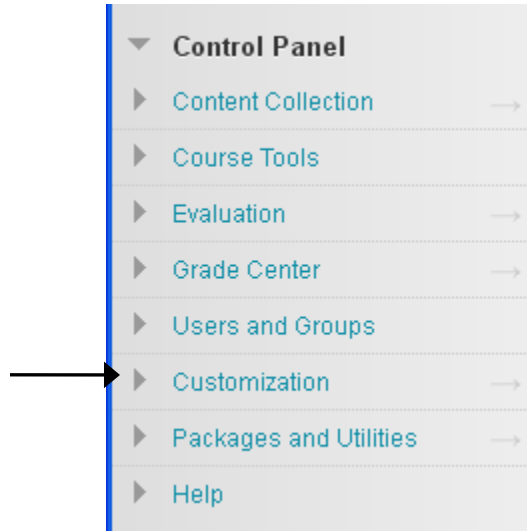 Control Panel
Content Collection
Course Tools
Evaluation
Grade Center
Users and Groups
Customization
Packages and Utilities
Help